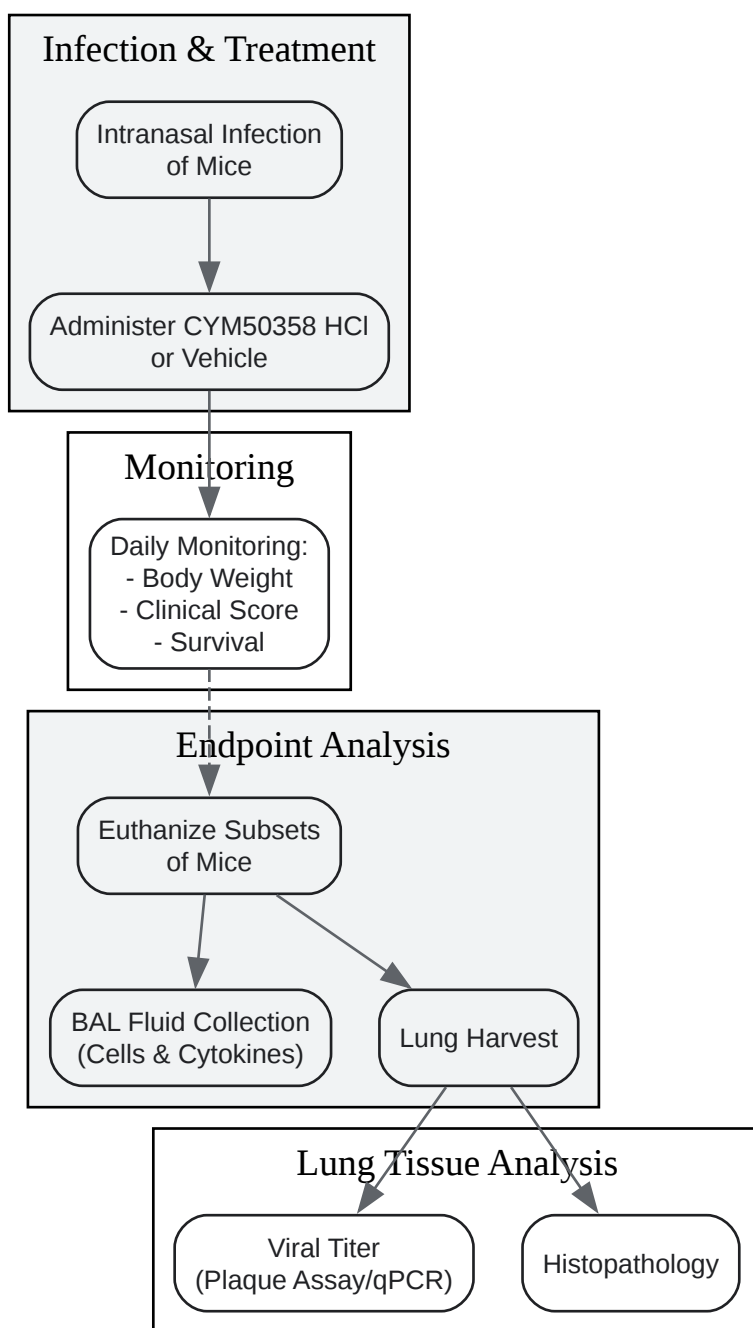 Infection & Treatment
Intranasal Infection
of Mice
Administer CYM50358 HCl
or Vehicle
Monitoring
Daily Monitoring:
- Body Weight
- Clinical Score
- Survival
Endpoint Analysis
Euthanize Subsets
of Mice
BAL Fluid Collection
(Cells & Cytokines)
Lung Harvest
Lung Tissue Analysis
Viral Titer
(Plaque Assay/qPCR)
Histopathology